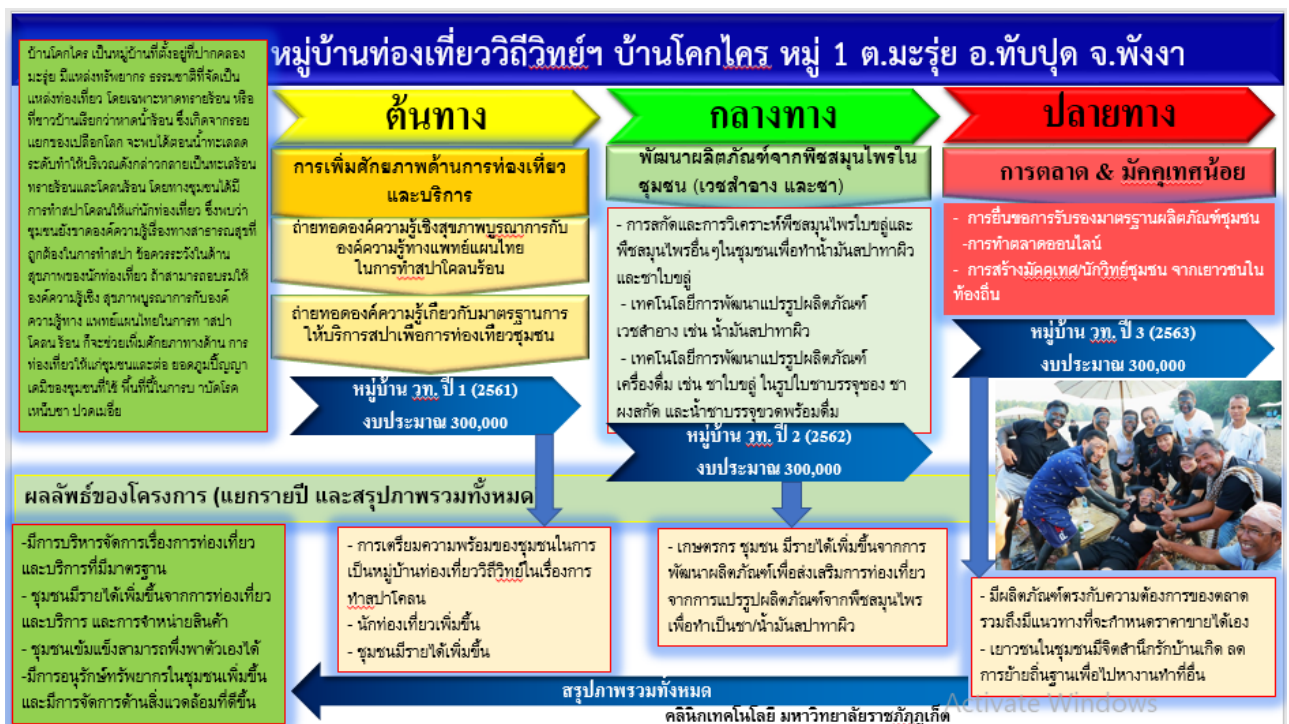 หมู่บ้านท่องเที่ยววิถีวิทย์ฯ บ้านโคกไคร หมู่ 1 ต.มะรุ่ย อ.ทับปุด จ.พังงา
บ้านโคกไคร เป็นหมู่บ้านที่ตั้งอยู่ที่ปากคลอง
มะรุ่ย มีแหล่งทรัพยากร ธรรมชาติที่จัดเป็น
แหล่งท่องเที่ยว โดยเฉพาะหาดทรายร้อน หรือ
ที่ชาวบ้านเรียกว่าหาดน้ำร้อน ซึ่งเกิดจากรอย
แยกของเปลือกโลก จะพบได้ตอนน้ำทะเลลด
ระดับทำให้บริเวณดังกล่าวกลายเป็นทะเลร้อน
ทรายร้อนและโคลนร้อน โดยทางชุมชนได้มี
การทำสปาโคลนให้แก่นักท่องเที่ยว ซึ่งพบว่า
ชุมชนยังขาดองค์ความรู้เรื่องทางสาธารณสุขที่
ถูกต้องในการทำสปา ข้อควรระวังในด้าน
สุขภาพของนักท่องเที่ยว ถ้าสามารถอบรมให้
องค์ความรู้เชิง สุขภาพบูรณาการกับองค์
ความรู้ทาง แพทย์แผนไทยในการท าสปา
โคลน ร้อน ก็จะช่วยเพิ่มศักยภาพทางด้าน การ
ท่องเที่ยวให้แก่ชุมชนและต่อ ยอดภูมิปัญญา
เดมิของชุมชนที่ใช้ พื้นที่นี้ในการบ าบัดโรค
เหน็บชา ปวดเมื่อย
ต้นทาง
การเพิ่มศักยภาพด้านการท่องเที่ยว
และบริการ
ถ่ายทอดองค์ความรู้เชิงสุขภาพบูรณาการกับ
องค์ความรู้ทางแพทย์แผนไทย
ในการทำสปาโคลนร้อน
ถ่ายทอดองค์ความรู้เกี่ยวกับมาตรฐานการ
ให้บริการสปาเพื่อการท่องเที่ยวชุมชน
หมู่บ้าน วท. ปี 1 (2561)
งบประมาณ 300,000
กลางทาง
พัฒนาผลิตภัณฑ์จากพืชสมุนไพรใน
ชุมชน (เวชสำอาง และชา)
- การสกัดและการวิเคราะห์พืชสมุนไพรใบขลู่และ
พืชสมุนไพรอื่นๆในชุมชนเพื่อทำน้ำมันสปาทาผิว
และชาใบขลู่
- เทคโนโลยีการพัฒนาแปรรูปผลิตภัณฑ์
เวชสำอาง เช่น น้ำมันสปาทาผิว
- เทคโนโลยีการพัฒนาแปรรูปผลิตภัณฑ์
เครื่องดื่ม เช่น ชาใบขลู่ ในรูปใบชาบรรจุซอง ชา
ผงสกัด และน้ำชาบรรจุขวดพร้อมดื่ม
หมู่บ้าน วท. ปี 2 (2562)
งบประมาณ 300,000
ปลายทาง
การตลาด & มัคคุเทศน้อย
- การยื่นขอการรับรองมาตรฐานผลิตภัณฑ์ชุมชน
-การทำตลาดออนไลน์
- การสร้างมัคคุเทศ/นักวิทย์ชุมชน จากเยาวชนใน
ท้องถิ่น
หมู่บ้าน วท. ปี 3 (2563)
งบประมาณ 300,000
ผลลัพธ์ของโครงการ (แยกรายปี และสรุปภาพรวมทั้งหมด
-มีการบริหารจัดการเรื่องการท่องเที่ยว
และบริการที่มีมาตรฐาน
- ชุมชนมีรายได้เพิ่มขึ้นจากการท่องเที่ยว
และบริการ และการจำหน่ายสินค้า
- ชุมชนเข้มแข็งสามารถพึ่งพาตัวเองได้
-มีการอนุรักษ์ทรัพยากรในชุมชนเพิ่มขึ้น
และมีการจัดการด้านสิ่งแวดล้อมที่ดีขึ้น
- การเตรียมความพร้อมของชุมชนในการ
เป็นหมู่บ้านท่องเที่ยววิถีวิทย์ในเรื่องการ
ทำสปาโคลน
- นักท่องเที่ยวเพิ่มขึ้น
- ชุมชนมีรายได้เพิ่มขึ้น
- เกษตรกร ชุมชน มีรายได้เพิ่มขึ้นจากการ
พัฒนาผลิตภัณฑ์เพื่อส่งเสริมการท่องเที่ยว
จากการแปรรูปผลิตภัณฑ์จากพืชสมุนไพร
เพื่อทำเป็นชา/น้ำมันสปาทาผิว
- มีผลิตภัณฑ์ตรงกับความต้องการของตลาด
รวมถึงมีแนวทางที่จะกำหนดราคาขายได้เอง
- เยาวชนในชุมชนมีจิตสำนึกรักบ้านเกิด ลด
การย้ายถิ่นฐานเพื่อไปหางานทำที่อื่น
สรุปภาพรวมทั้งหมด
Activate Windows
คลินิกเทคโนโลยี มหาวิทยาลัยราชภัฏภูเก็ต